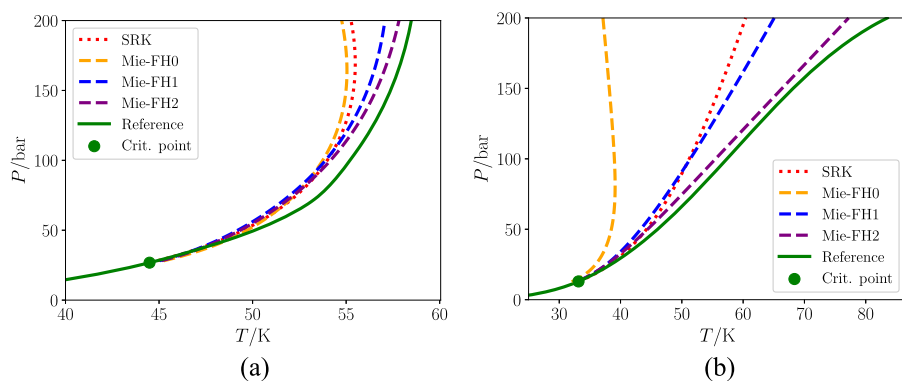 200
150
100
50
0
P/bar
SRK
Mie-FH0
Mie-FH1
Mie-FH2
Reference
Crit. point
40 45 50 55 60
T/K
(a)
200
150
100
50
0
P/bar
SRK
Mie-FH0
Mie-FH1
Mie-FH2
Reference
Crit. point
30 40 50 60 70 80
T/K
(b)